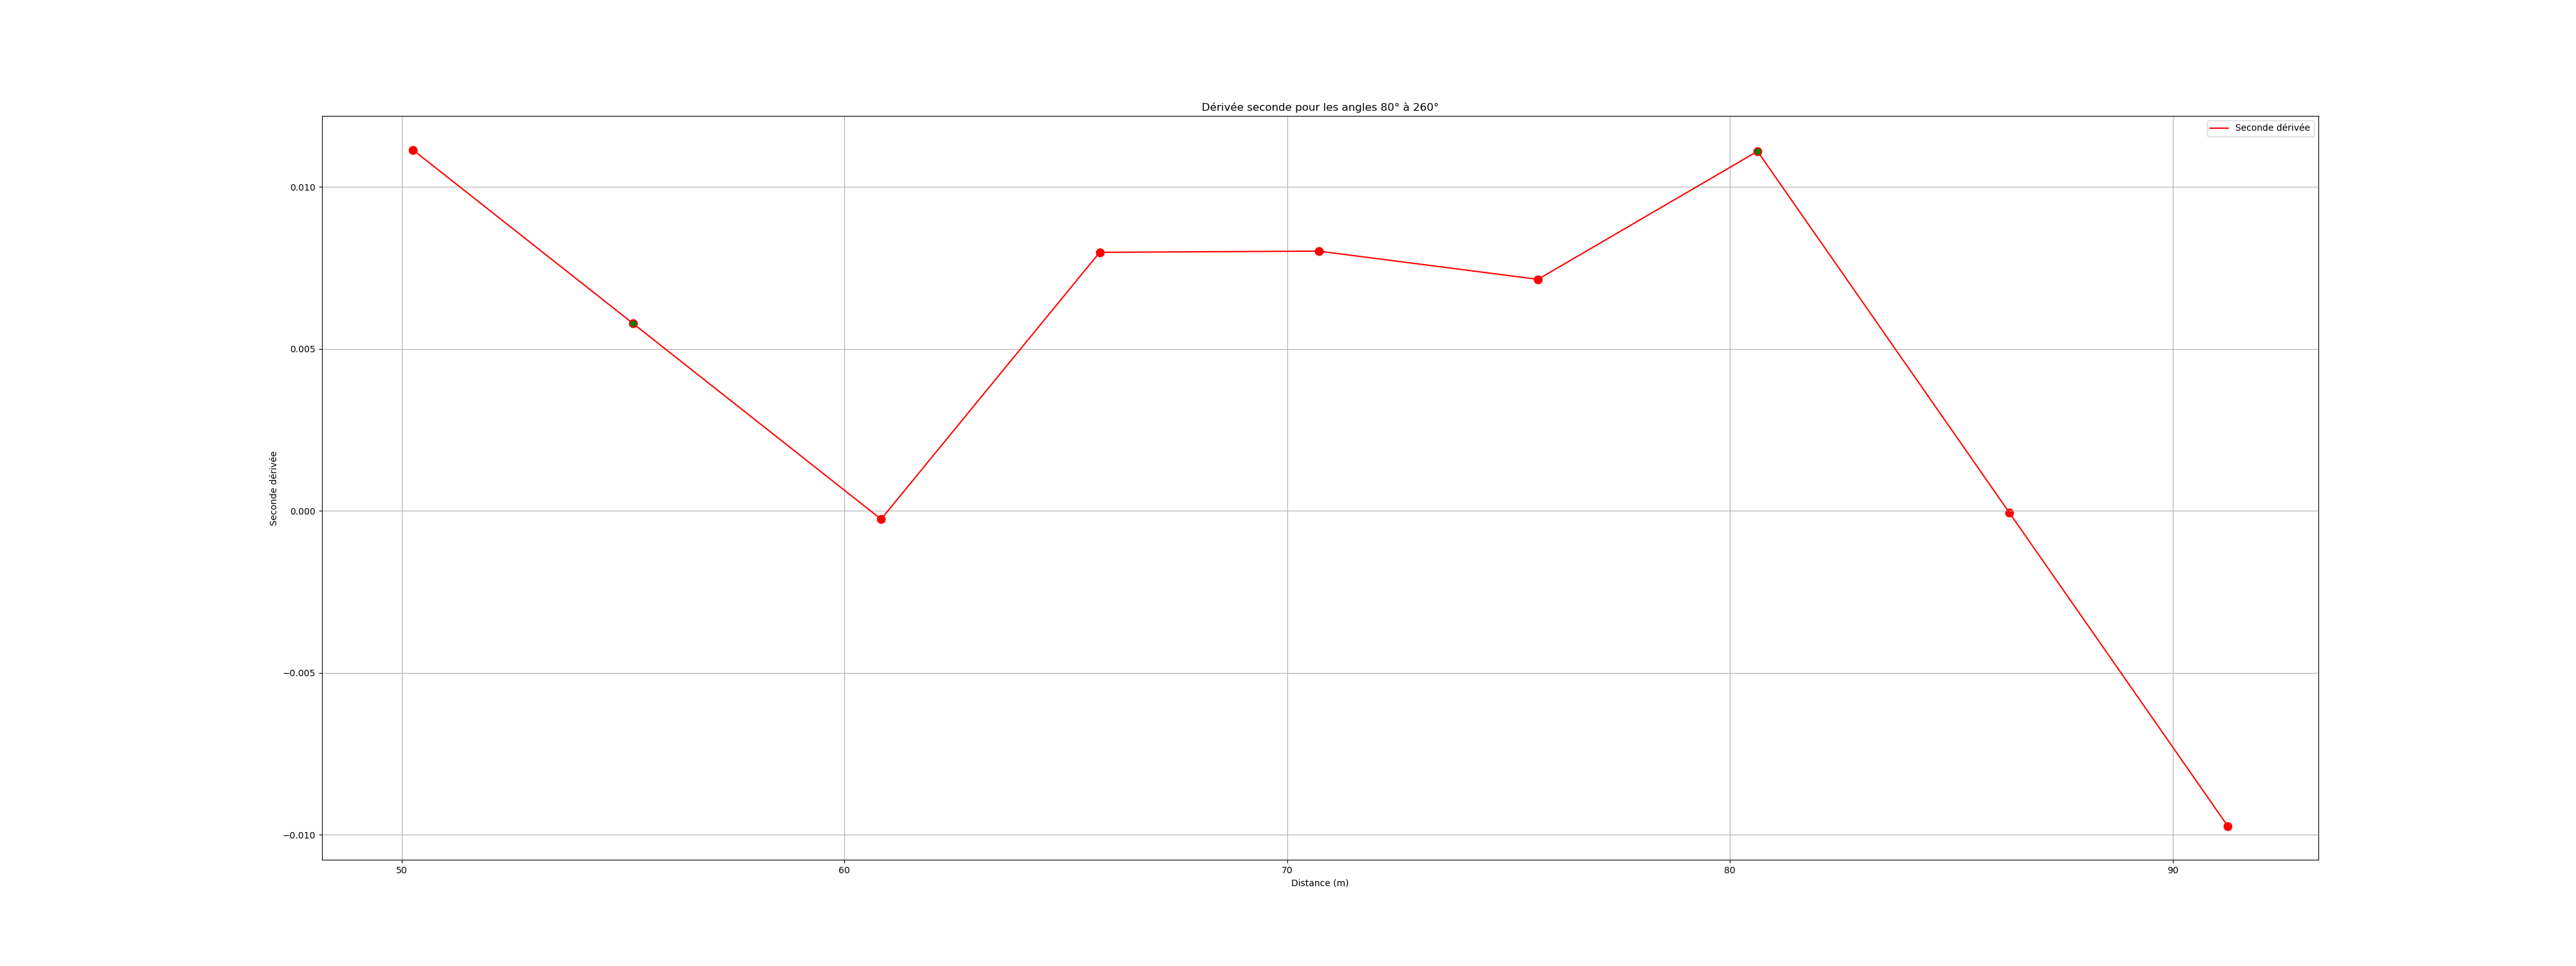 Dérivée seconde pour les angles 80° à 260°
Seconde dérivée
0.010
0.005
0.000
−0.005
−0.010
Seconde dérivée
50
60
70
80
90
Distance (m)